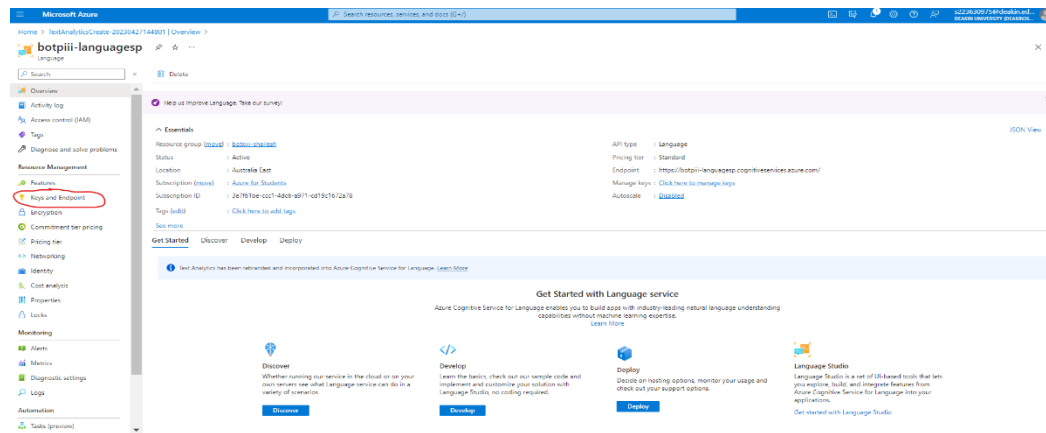 Microsoft Azure
Search resources, services, and docs (G+/)
DEAKIN UNIVERSITY (DEAKINUN...
Home > TextAnalyticsCreate-20230427144901 | Overview >
botpiii-languagesp
Language
Search
Delete
Overview
Activity log
Access control (IAM)
Tags
Diagnose and solve problems
Resource Management
Features
Keys and Endpoint
Encryption
Commitment tier pricing
Pricing tier
Networking
Identity
Cost analysis
Properties
Locks
Monitoring
Alerts
Metrics
Diagnostic settings
Logs
Automation
Tasks (preview)
Help us improve Language. Take our survey!
Essentials
JSON View
Resource group (move) : botpiii-shailesh
Status : Active
Location : Australia East
Subscription (move) : Azure for Students
Subscription ID :
Tags (edit) : Click here to add tags
See more
API type : Language
Pricing tier : Standard
Endpoint : https://botpiii-languagesp.cognitiveservices.azure.com/
Manage keys : Click here to manage keys
Autoscale : Disabled
Get Started Discover Develop Deploy
Text Analytics has been rebranded and incorporated into Azure Cognitive Service for Language. Learn More
Get Started with Language service
Azure Cognitive Service for Language enables you to build apps with industry-leading natural language understanding
capabilities without machine learning expertise.
Learn More
Discover
Whether running our service in the cloud or on your
own servers see what Language service can do in a
variety of scenarios
Discover
Develop
Learn the basics, check out our sample code and
implement and customize your solution with
Language Studio, no coding required.
Develop
Deploy
Decide on hosting options, monitor your usage and
check out your support options.
Deploy
Language Studio
Language Studio is a set of UI-based tools that lets
you explore, build, and integrate features from
Azure Cognitive Service for Language into your
applications.
Get started with Language Studio